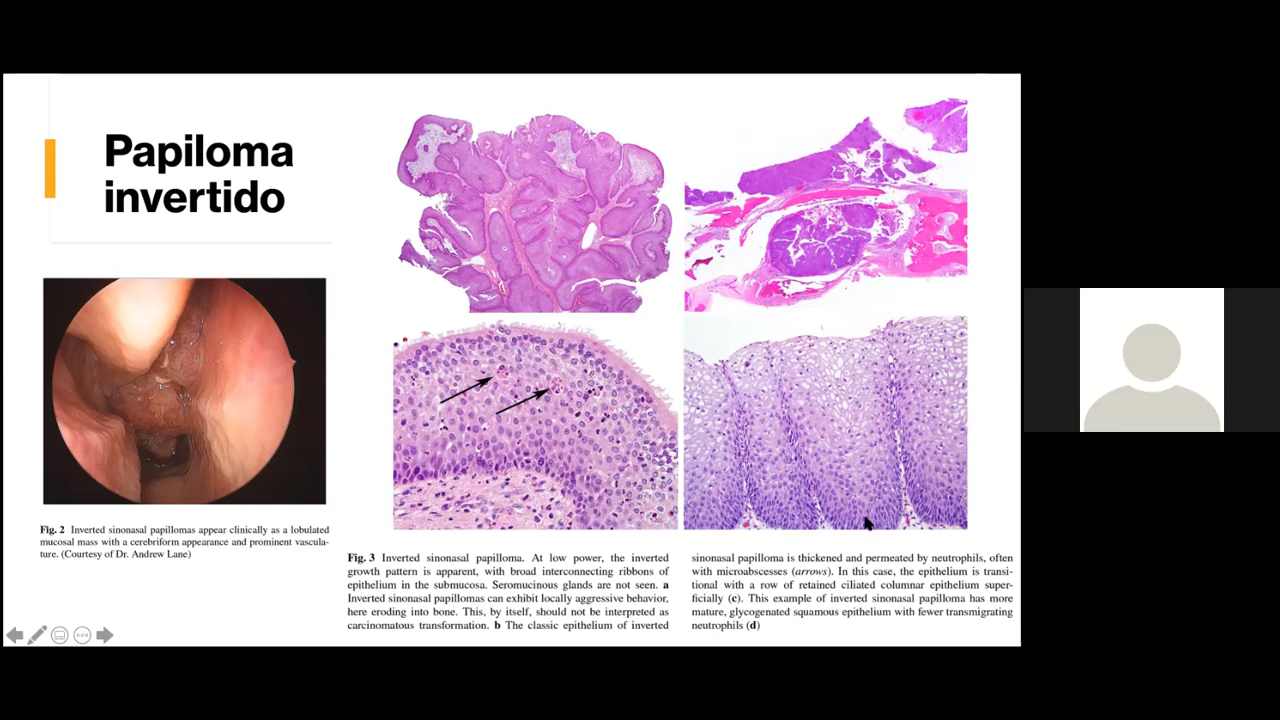 Papiloma
invertido
Fig. 2 Inverted sinonasal papillomas appear clinically as a lobulated
mucosal mass with a cerebriform appearance and prominent vascula-
ture. (Courtesy of Dr. Andrew Lane)
Fig. 3 Inverted sinonasal papilloma. At low power, the inverted
growth pattern is apparent, with broad interconnecting ribbons of
epithelium in the submucosa. Seromucinous glands are not seen. a
Inverted sinonasal papillomas can exhibit locally aggressive behavior,
here eroding into bone. This, by itself, should not be interpreted as
carcinomatous transformation. b The classic epithelium of inverted
sinonasal papilloma is thickened and permeated by neutrophils, often
with microabscesses (arrows). In this case, the epithelium is transi-
tional with a row of retained ciliated columnar epithelium super-
ficially (c). This example of inverted sinonasal papilloma has more
mature, glycogenated squamous epithelium with fewer transmigrating
neutrophils (d)